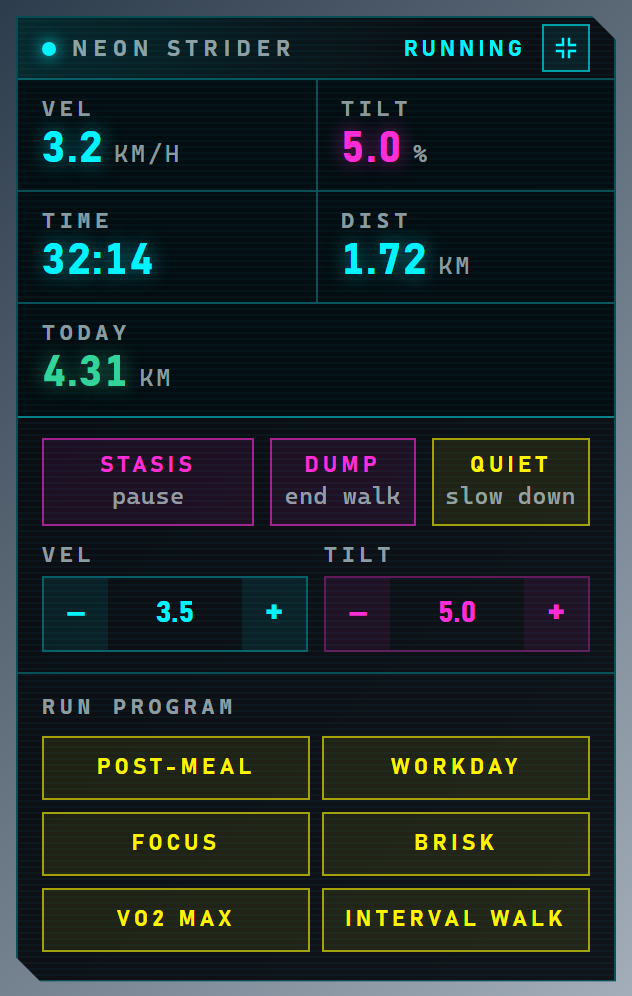 NEON STRIDER RUNNING
VEL TILT
3.2 KM/H 5.0 %
TIME DIST
32:14 1.72 KM
TODAY
4.31 KM
STASIS DUMP QUIET
pause end walk slow down
VEL TILT
− 3.5 + − 5.0 +
RUN PROGRAM
POST-MEAL WORKDAY
FOCUS BRISK
VO2 MAX INTERVAL WALK